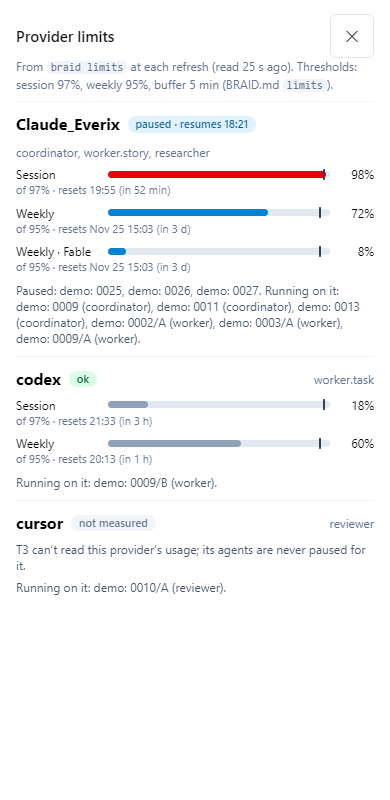 Provider limits
From braid limits at each refresh (read 25 s ago). Thresholds:
session 97%, weekly 95%, buffer 5 min (BRAID.md limits ).
Claude_Everix paused · resumes 18:21
coordinator, worker.story, researcher
Session 98%
of 97% · resets 19:55 (in 52 min)
Weekly 72%
of 95% · resets Nov 25 15:03 (in 3 d)
Weekly · Fable 8%
of 95% · resets Nov 25 15:03 (in 3 d)
Paused: demo: 0025, demo: 0026, demo: 0027. Running on it:
demo: 0009 (coordinator), demo: 0011 (coordinator), demo: 0013
(coordinator), demo: 0002/A (worker), demo: 0003/A (worker),
demo: 0009/A (worker).
codex ok worker.task
Session 18%
of 97% · resets 21:33 (in 3 h)
Weekly 60%
of 95% · resets 20:13 (in 1 h)
Running on it: demo: 0009/B (worker).
cursor not measured reviewer
T3 can’t read this provider’s usage; its agents are never paused for
it.
Running on it: demo: 0010/A (reviewer).